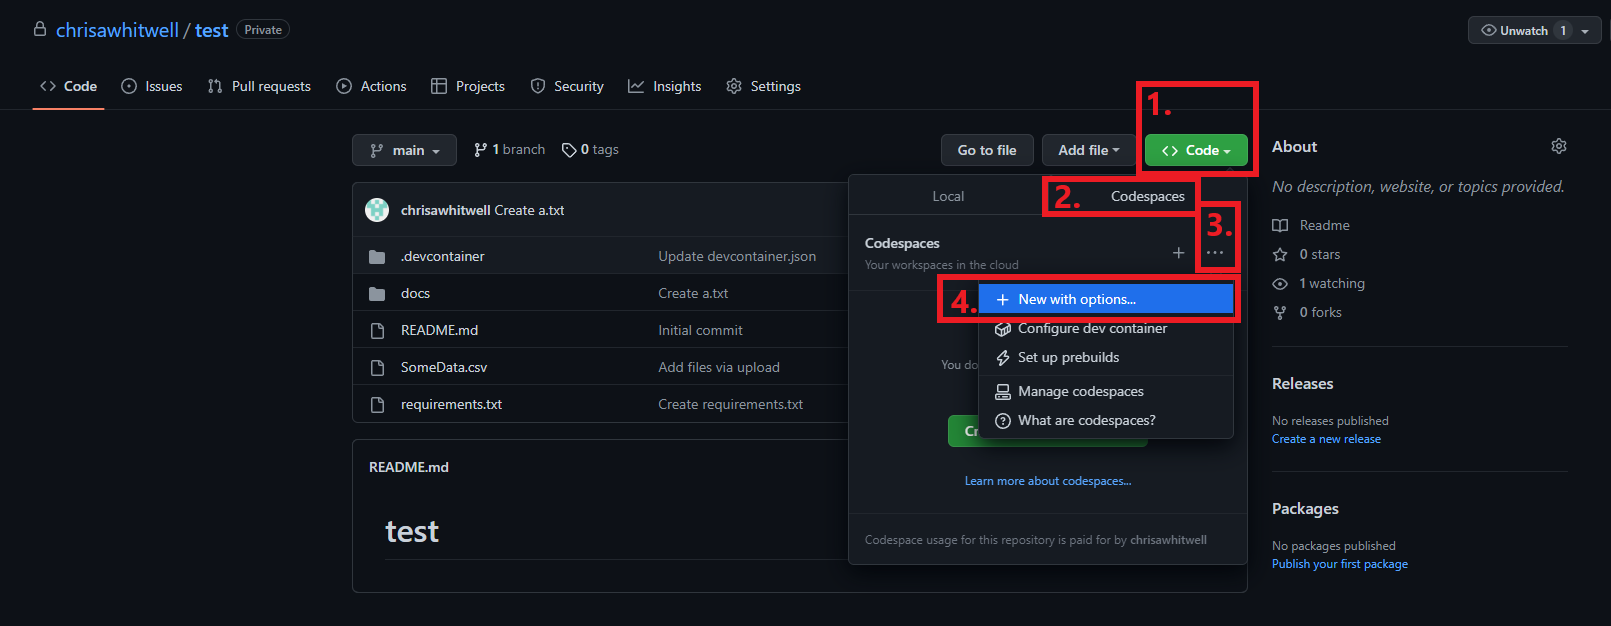 chrisawhitwell / test Private
Unwatch 1
Code Issues Pull requests Actions Projects Security Insights Settings
1.
main 1 branch 0 tags
Go to file Add file Code
About
No description, website, or topics provided.
Readme
0 stars
1 watching
0 forks
Local 2. Codespaces
3.
chrisawhitwell Create a.txt
Codespaces
Your workspaces in the cloud
.devcontainer Update devcontainer.json
docs Create a.txt
README.md Initial commit
SomeData.csv Add files via upload
requirements.txt Create requirements.txt
4. New with options...
Configure dev container
Set up prebuilds
You do
Manage codespaces
What are codespaces?
Learn more about codespaces...
Codespace usage for this repository is paid for by chrisawhitwell
Releases
No releases published
Create a new release
README.md
test
Packages
No packages published
Publish your first package